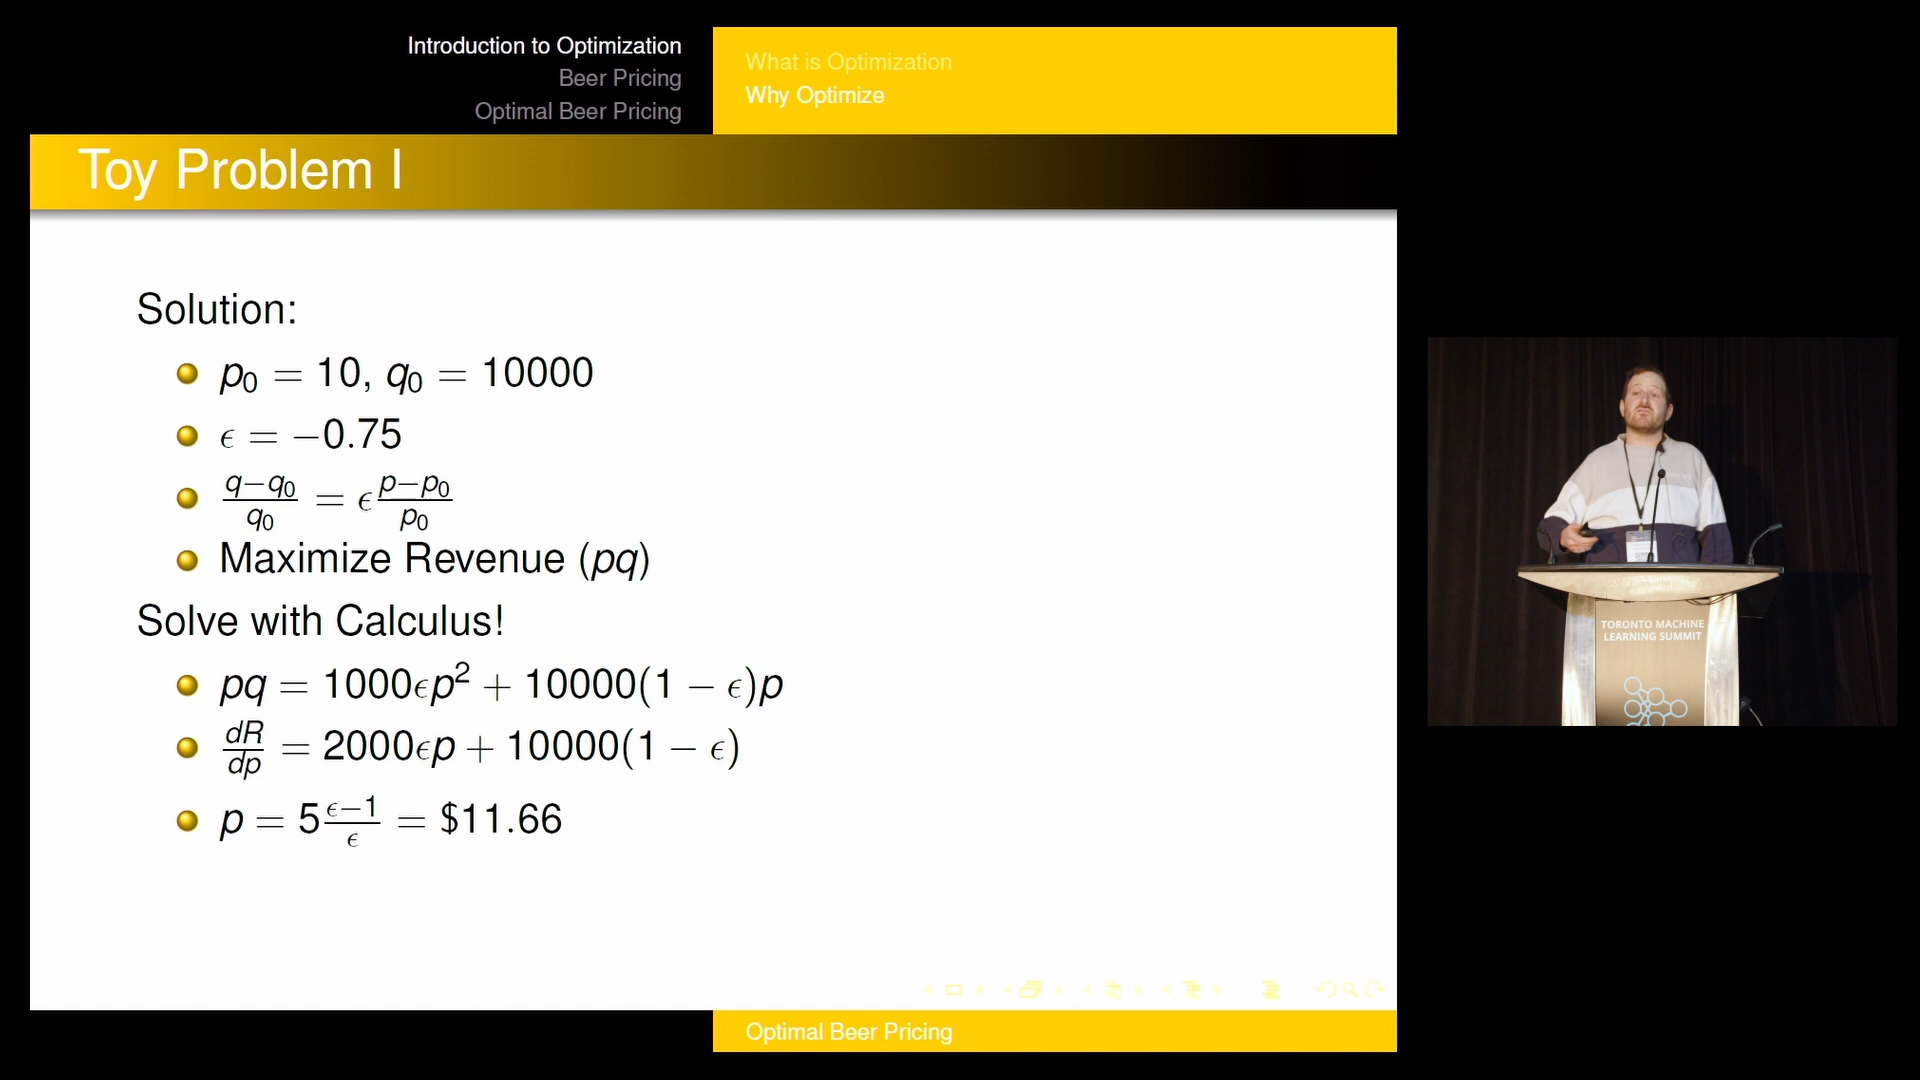 Introduction to Optimization
Beer Pricing
Optimal Beer Pricing
What is Optimization
Why Optimize
Toy Problem I
Solution:
p₀ = 10, q₀ = 10000
ϵ = −0.75
(q−q₀)/q₀ = ϵ (p−p₀)/p₀
Maximize Revenue (pq)
Solve with Calculus!
pq = 1000ϵp² + 10000(1 − ϵ)p
dR/dp = 2000ϵp + 10000(1 − ϵ)
p = 5 (ϵ−1)/ϵ = $11.66
Optimal Beer Pricing
TORONTO MACHINE
LEARNING SUMMIT